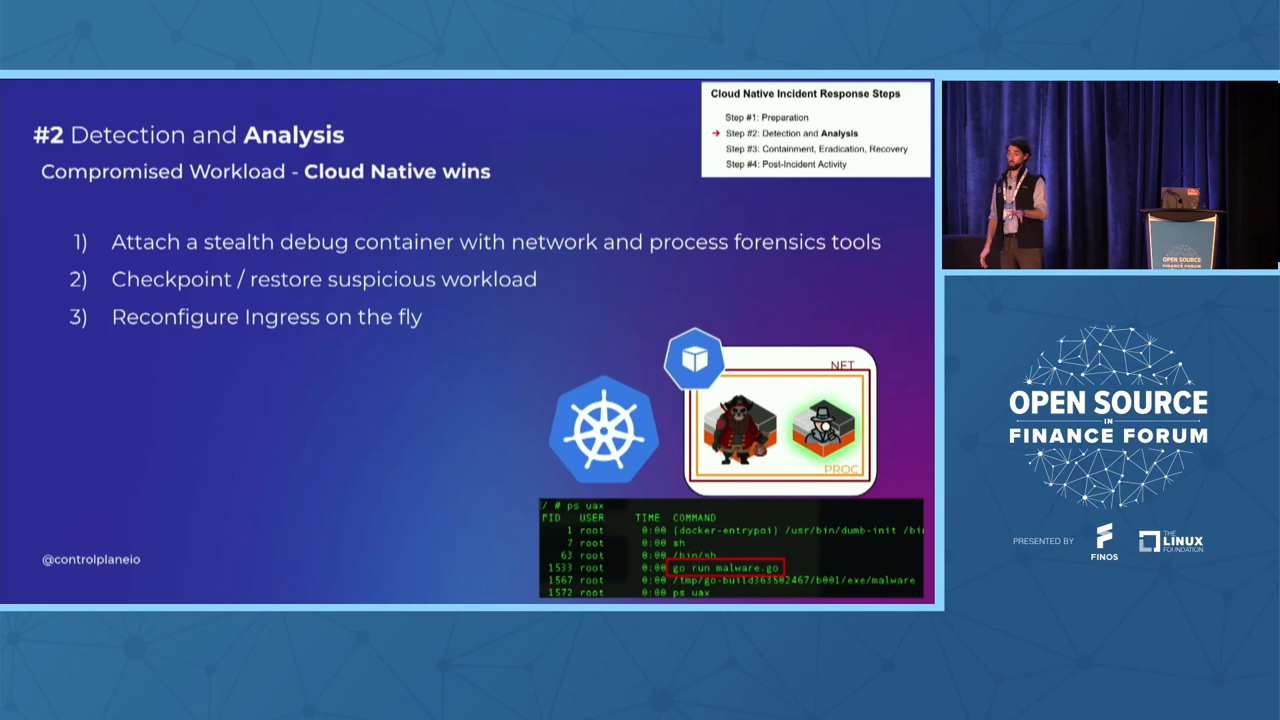 #2 Detection and Analysis
Compromised Workload - Cloud Native wins
Cloud Native Incident Response Steps
Step #1: Preparation
→ Step #2: Detection and Analysis
Step #3: Containment, Eradication, Recovery
Step #4: Post-Incident Activity
1) Attach a stealth debug container with network and process forensics tools
2) Checkpoint / restore suspicious workload
3) Reconfigure Ingress on the fly
NET
PROC
/ # ps uax
PID USER TIME COMMAND
1 root 0:00 {docker-entrypoi} /usr/bin/dumb-init /bin
7 root 0:00 sh
63 root 0:00 /bin/sh
1533 root 0:00 go run malware.go
1567 root 0:00 /tmp/go-build363502467/b001/exe/malware
1572 root 0:00 ps uax
@controlplaneio
OPEN SOURCE
IN
FINANCE FORUM
OPEN SOURCE
IN
FINANCE FORUM
PRESENTED BY
FINOS
THE
LINUX
FOUNDATION